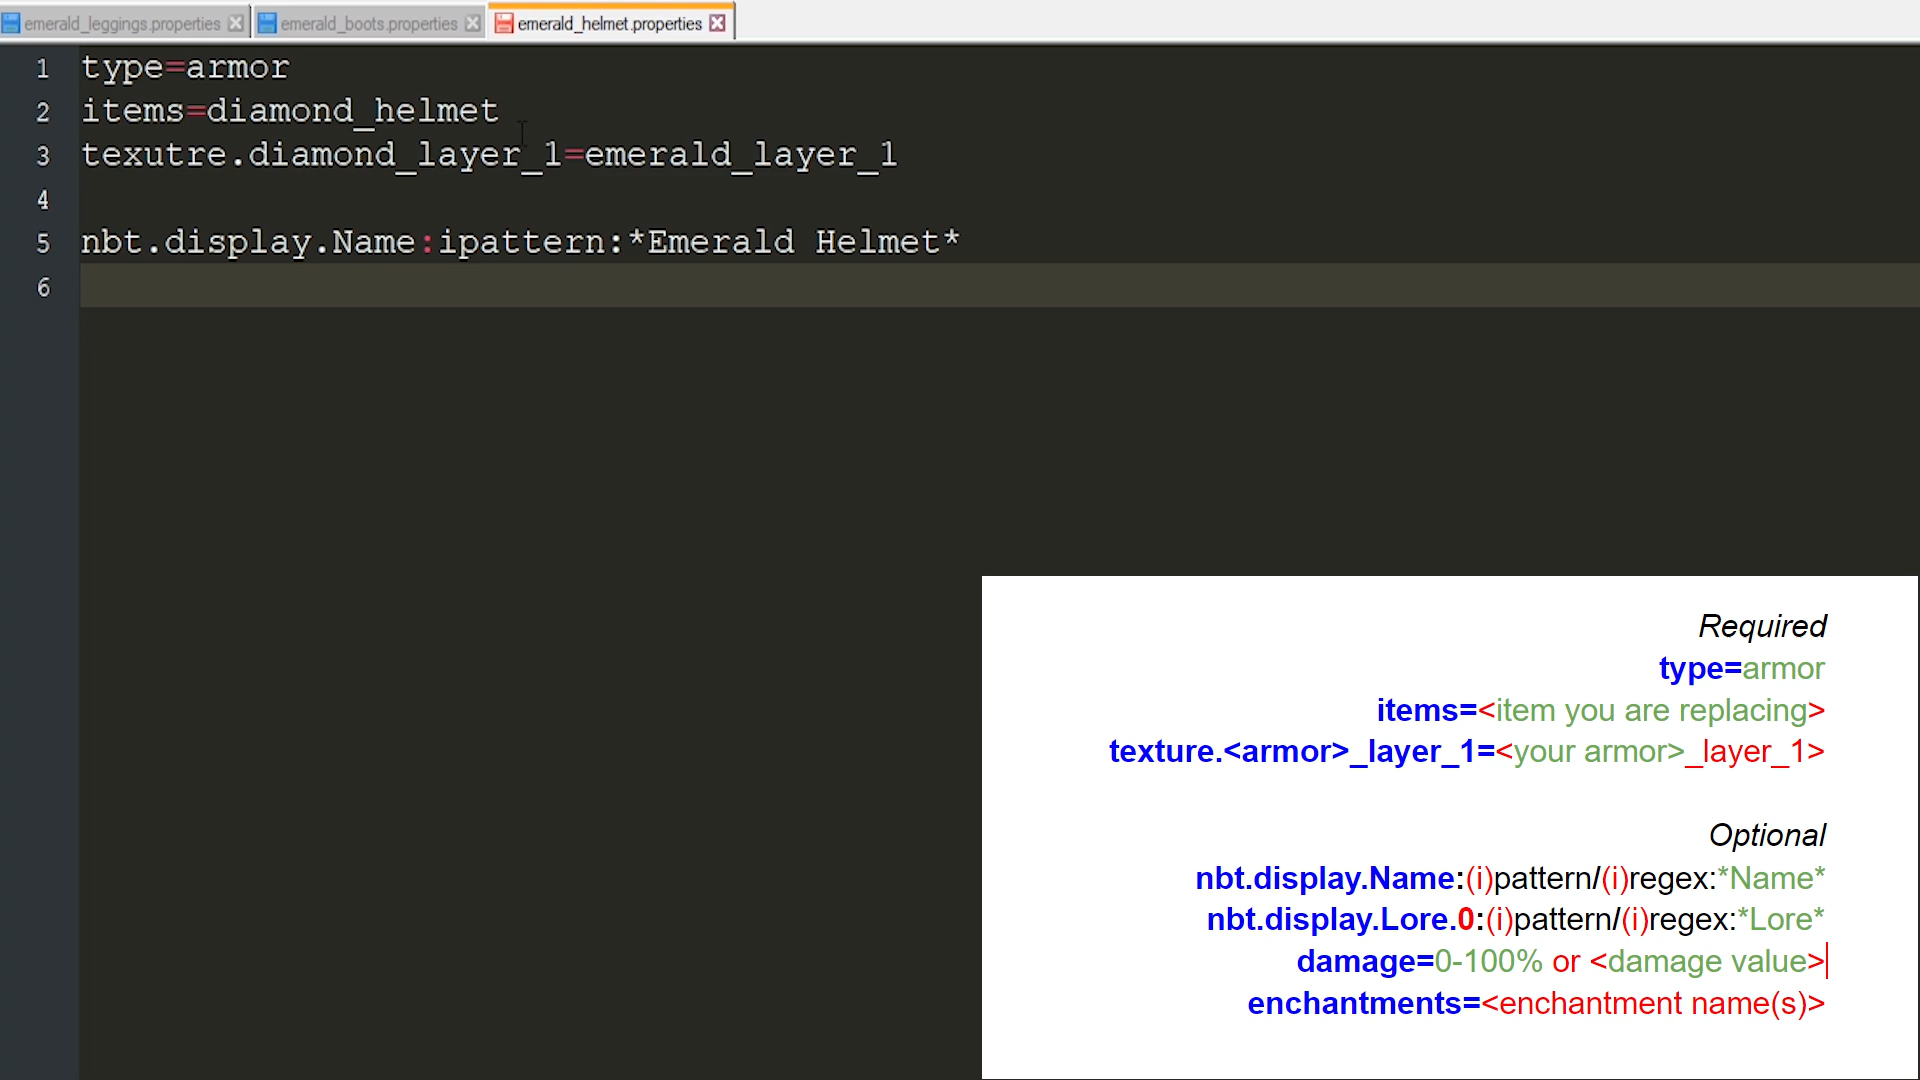 emerald_leggings.properties emerald_boots.properties emerald_helmet.properties
1 type=armor
2 items=diamond_helmet
3 texutre.diamond_layer_1=emerald_layer_1
4
5 nbt.display.Name:ipattern:*Emerald Helmet*
6
Required
type=armor
items=<item you are replacing>
texture.<armor>_layer_1=<your armor>_layer_1>
Optional
nbt.display.Name:(i)pattern/(i)regex:*Name*
nbt.display.Lore.0:(i)pattern/(i)regex:*Lore*
damage=0-100% or <damage value>
enchantments=<enchantment name(s)>